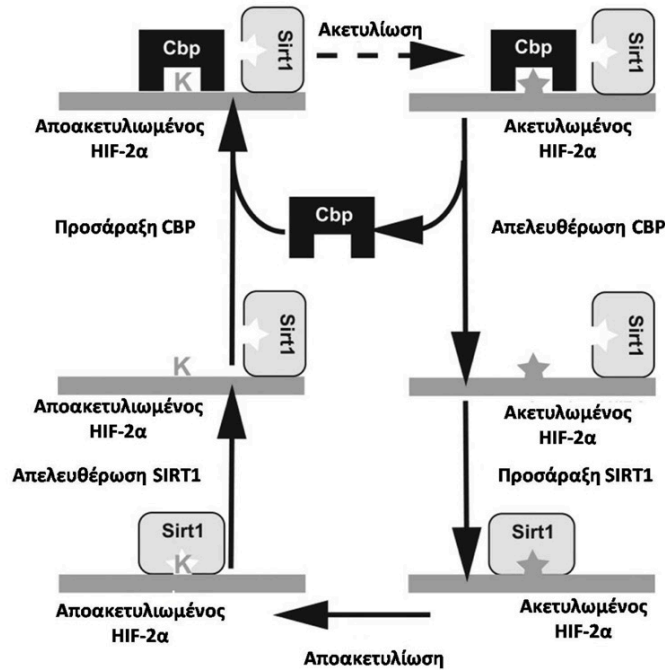 Cbp
Sirt1
K
Ακετυλίωση
Cbp
Sirt1
Αποακετυλιωμένος
HIF-2α
Ακετυλωμένος
HIF-2α
Cbp
Προσάραξη CBP
Απελευθέρωση CBP
Sirt1
Sirt1
K
Αποακετυλιωμένος
HIF-2α
Ακετυλωμένος
HIF-2α
Απελευθέρωση SIRT1
Προσάραξη SIRT1
Sirt1
K
Sirt1
Αποακετυλιωμένος
HIF-2α
Ακετυλωμένος
HIF-2α
Αποακετυλίωση